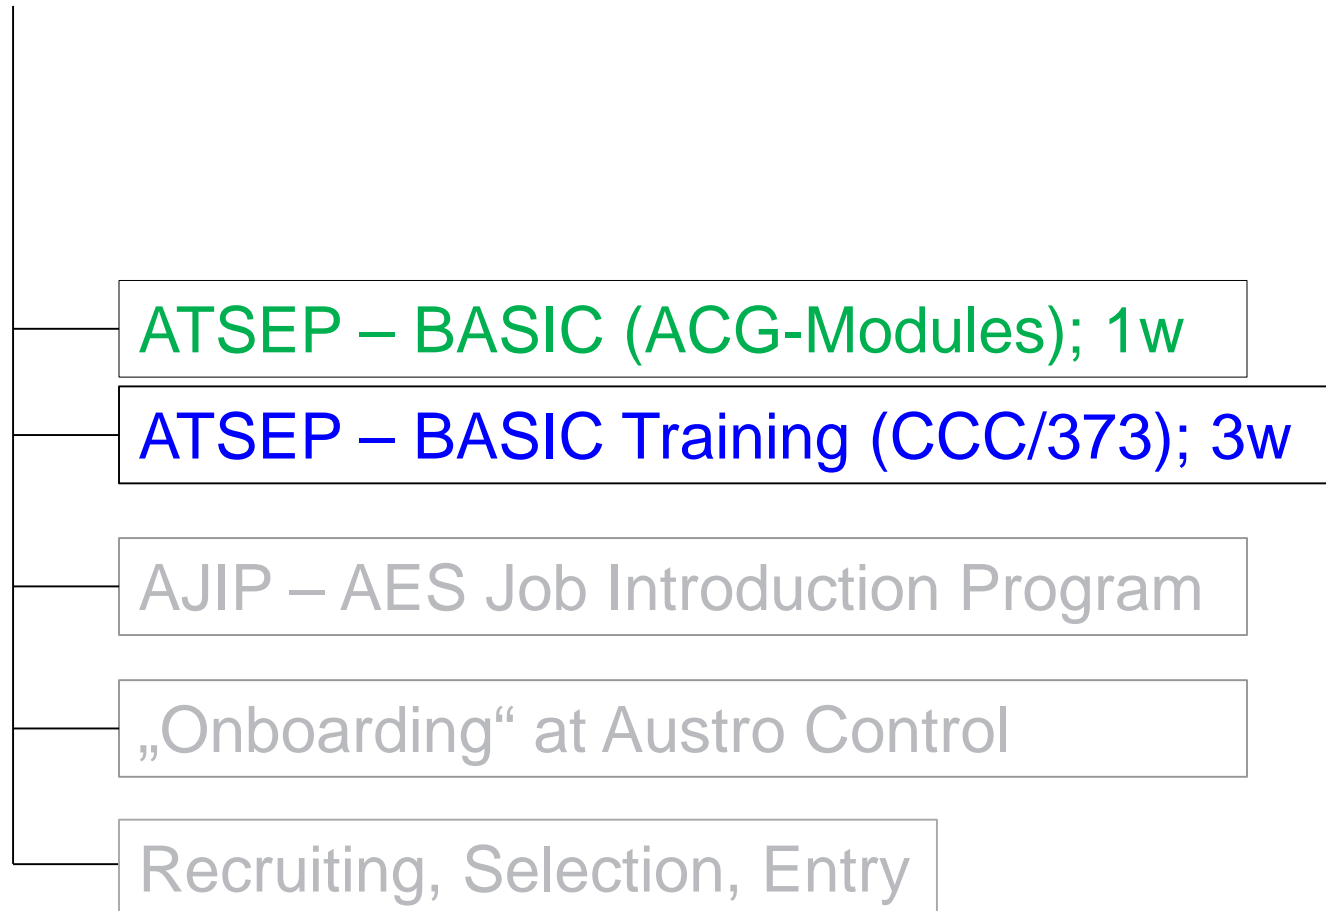 ATSEP – BASIC (ACG-Modules); 1w
ATSEP – BASIC Training (CCC/373); 3w
AJIP – AES Job Introduction Program
„Onboarding“ at Austro Control
Recruiting, Selection, Entry